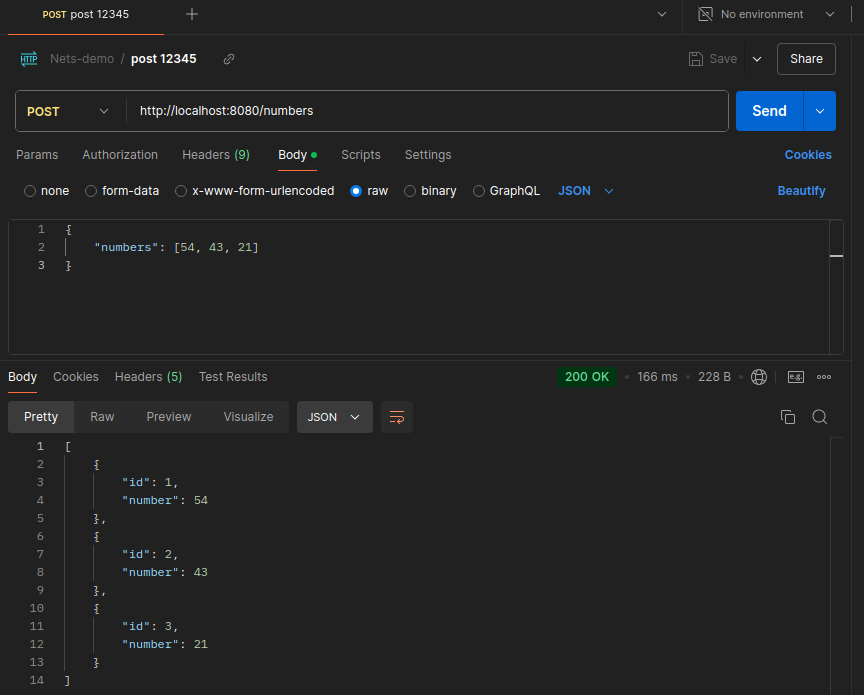 POST post 12345 No environment
HTTP Nets-demo / post 12345 Save Share
POST http://localhost:8080/numbers Send
Params Authorization Headers (9) Body Scripts Settings Cookies
none form-data x-www-form-urlencoded raw binary GraphQL JSON Beautify
1 {
2 "numbers": [54, 43, 21]
3 }
Body Cookies Headers (5) Test Results 200 OK • 166 ms • 228 B • e.g.
Pretty Raw Preview Visualize JSON
1 [
2 {
3 "id": 1,
4 "number": 54
5 },
6 {
7 "id": 2,
8 "number": 43
9 },
10 {
11 "id": 3,
12 "number": 21
13 }
14 ]